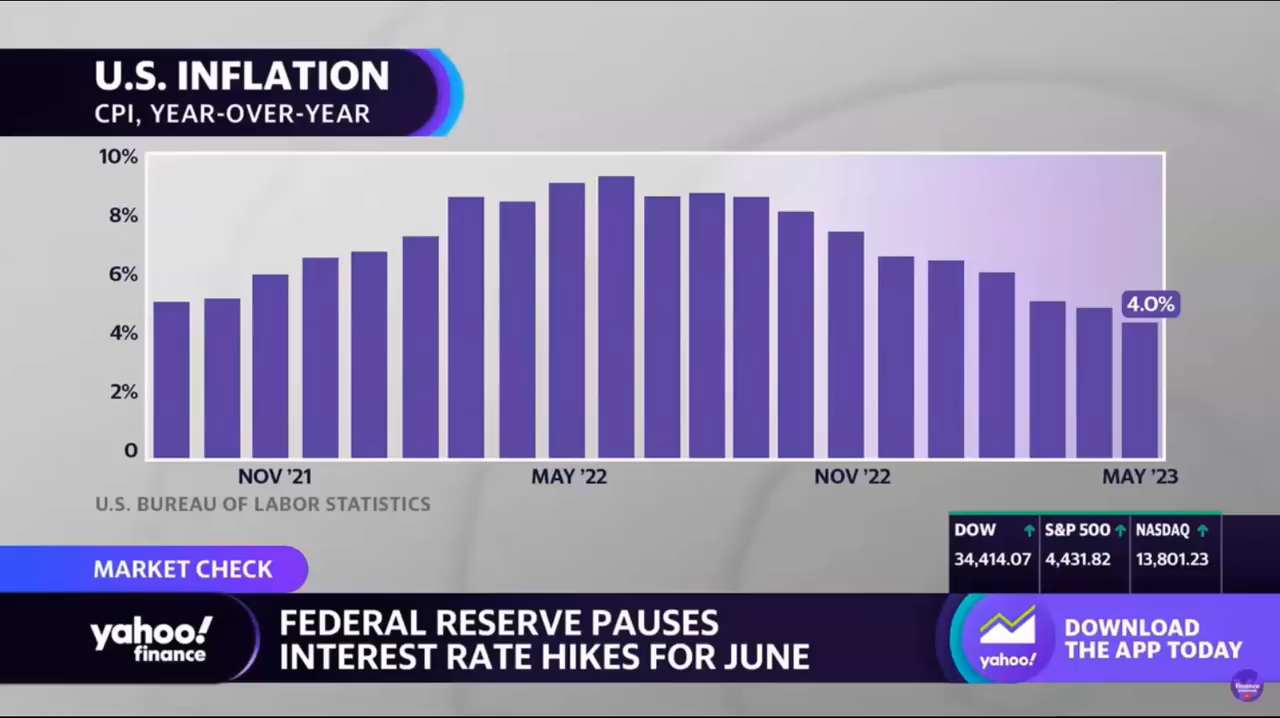 U.S. INFLATION
CPI, YEAR-OVER-YEAR
10%
8%
6%
4%
2%
0
4.0%
NOV '21
MAY '22
NOV '22
MAY '23
U.S. BUREAU OF LABOR STATISTICS
DOW
34,414.07
S&P 500
4,431.82
NASDAQ
13,801.23
MARKET CHECK
yahoo!
finance
FEDERAL RESERVE PAUSES
INTEREST RATE HIKES FOR JUNE
yahoo!
DOWNLOAD
THE APP TODAY
finance